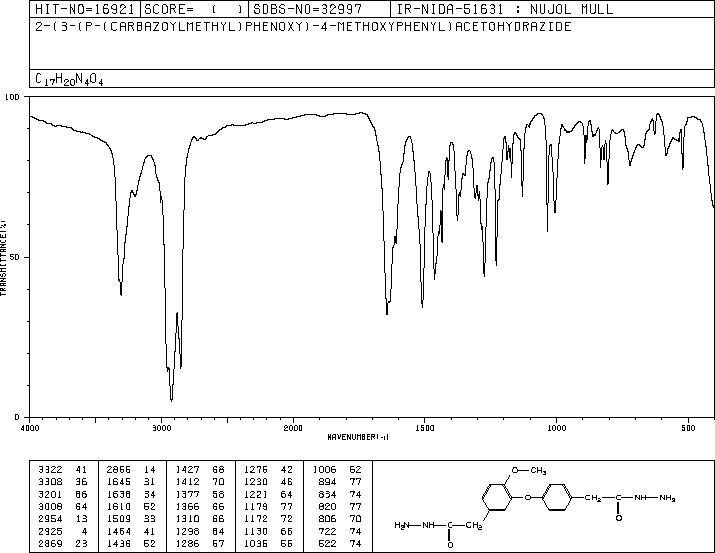 HIT-NO=16921 SCORE= ( ) SDBS-NO=32997 IR-NIDA-51631 : NUJOL MULL
2-(3-(P-(CARBAZOYLMETHYL)PHENOXY)-4-METHOXYPHENYL)ACETOHYDRAZIDE
C17H20N4O4
100
50
0
TRANSMITTANCE(%)
4000 3000 2000 1500 1000 500
WAVENUMBER(-1)
3322 41 2855 14 1427 68 1276 42 1006 62
3308 36 1645 31 1412 70 1230 46 894 77
3201 66 1638 34 1377 58 1221 64 834 74
3008 64 1610 52 1366 66 1179 77 820 77
2954 13 1509 33 1310 66 1172 72 806 70
2925 4 1464 41 1298 64 1130 66 722 74
2869 23 1436 52 1286 57 1036 56 522 74
O—CH3
O
CH2—C—NH—NH2
O
H2N—NH—C—CH2
O